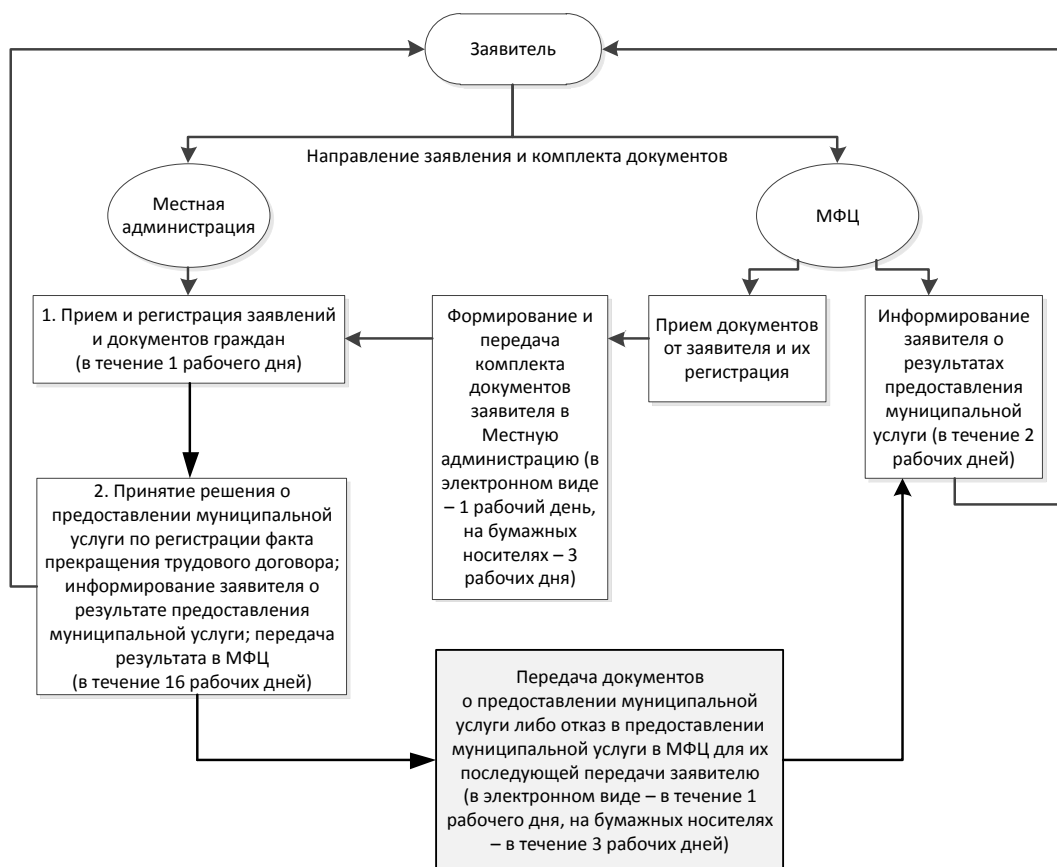 Заявитель
Направление заявления и комплекта документов
Местная
администрация
МФЦ
1. Прием и регистрация заявлений
и документов граждан
(в течение 1 рабочего дня)
Формирование и
передача
комплекта
документов
заявителя в
Местную
администрацию (в
электронном виде
– 1 рабочий день,
на бумажных
носителях – 3
рабочих дня)
Прием документов
от заявителя и их
регистрация
Информирование
заявителя о
результатах
предоставления
муниципальной
услуги (в течение 2
рабочих дней)
2. Принятие решения о
предоставлении муниципальной
услуги по регистрации факта
прекращения трудового договора;
информирование заявителя о
результате предоставления
муниципальной услуги; передача
результата в МФЦ
(в течение 16 рабочих дней)
Передача документов
о предоставлении муниципальной
услуги либо отказ в предоставлении
муниципальной услуги в МФЦ для их
последующей передачи заявителю
(в электронном виде – в течение 1
рабочего дня, на бумажных носителях
– в течение 3 рабочих дней)